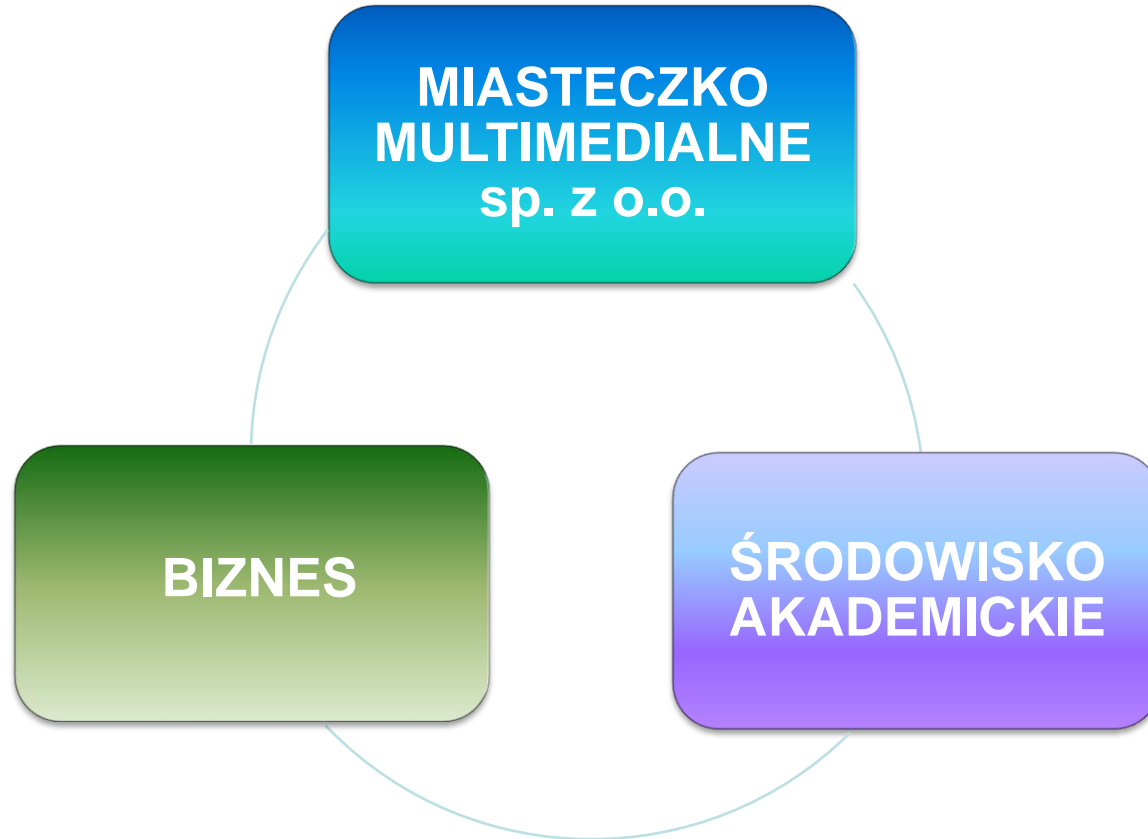 MIASTECZKO
MULTIMEDIALNE
sp. z o.o.
BIZNES
ŚRODOWISKO
AKADEMICKIE